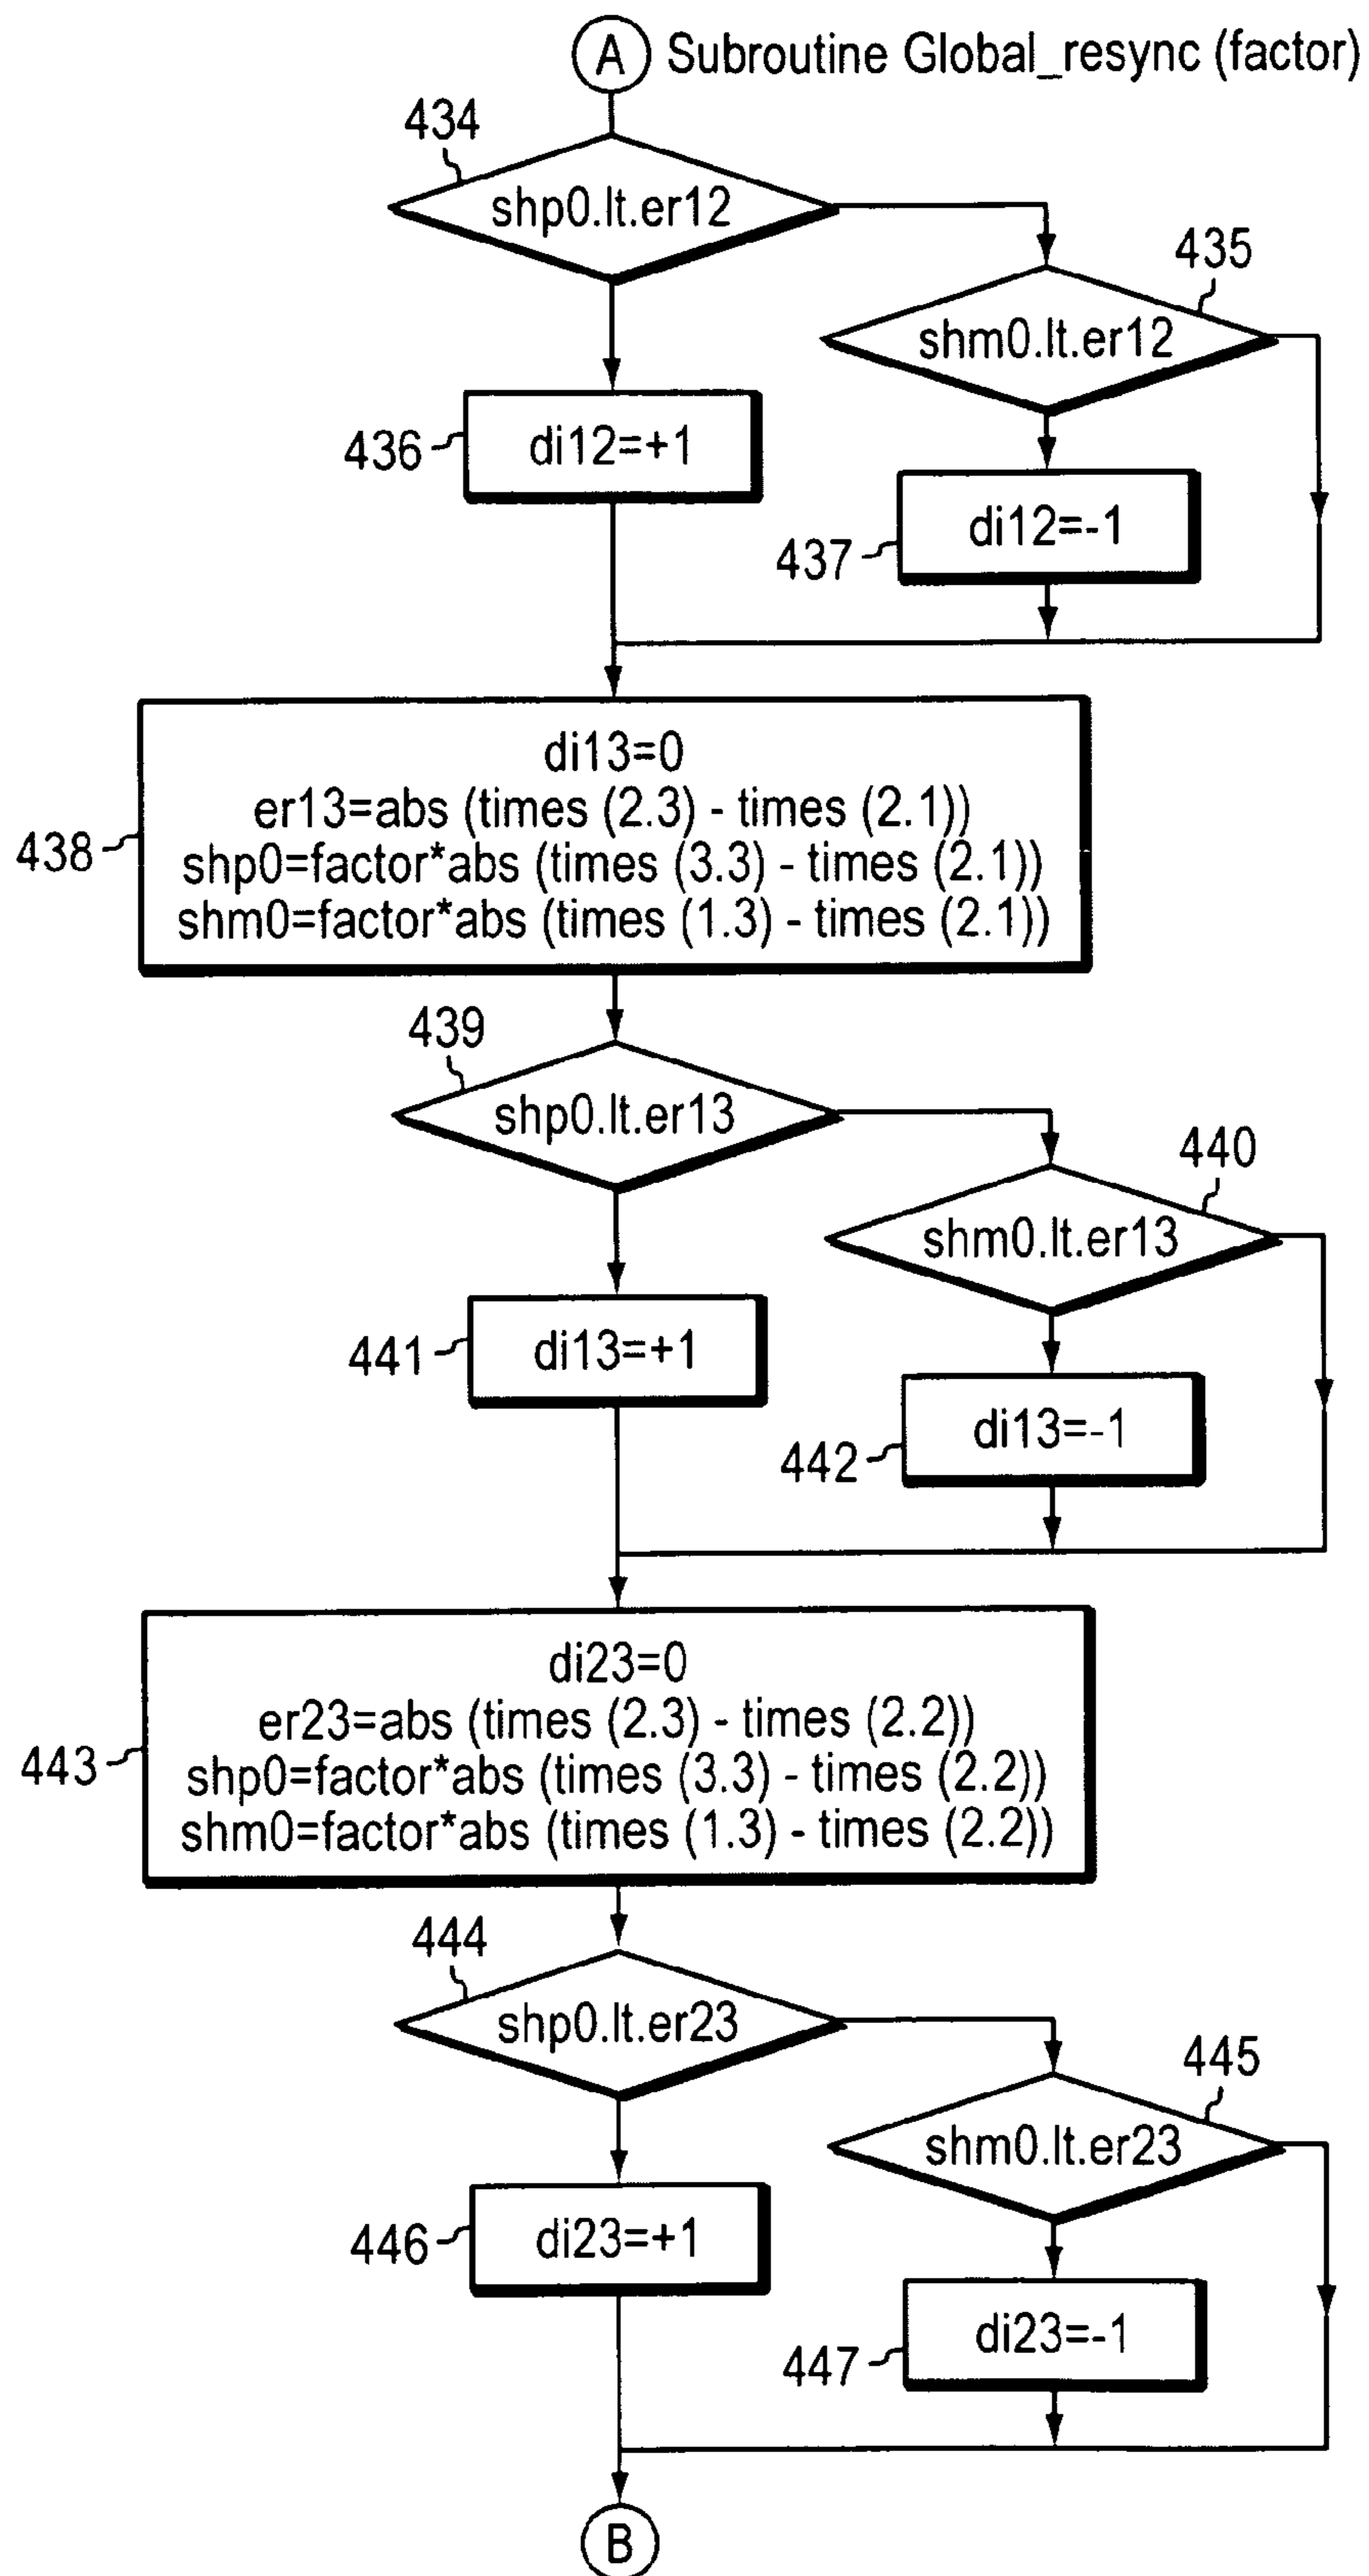 A Subroutine Global_resync (factor)
434
shp0.lt.er12
435
shm0.lt.er12
436
di12=+1
437
di12=-1
438
di13=0
er13=abs (times (2.3) - times (2.1))
shp0=factor*abs (times (3.3) - times (2.1))
shm0=factor*abs (times (1.3) - times (2.1))
439
shp0.lt.er13
440
shm0.lt.er13
441
di13=+1
442
di13=-1
443
di23=0
er23=abs (times (2.3) - times (2.2))
shp0=factor*abs (times (3.3) - times (2.2))
shm0=factor*abs (times (1.3) - times (2.2))
444
shp0.lt.er23
445
shm0.lt.er23
446
di23=+1
447
di23=-1
B